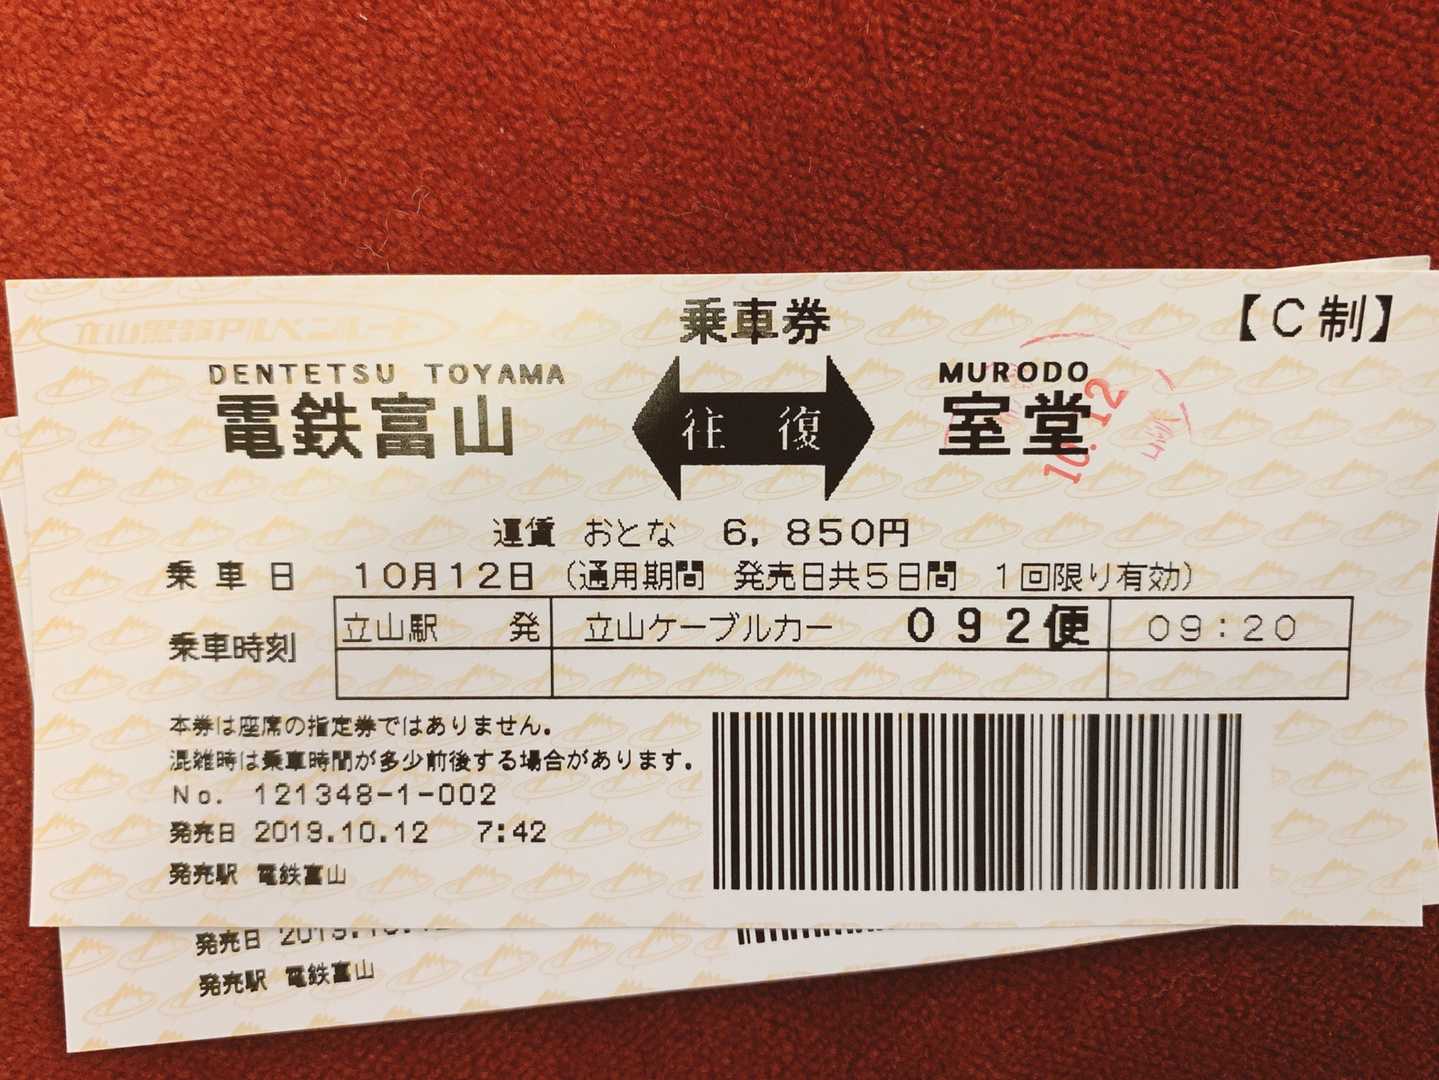 立山黒部アルペンルート
乗車券
【C制】
DENTETSU TOYAMA
電鉄富山
往復
MURODO
室堂
10.12
運賃 おとな 6,850円
乗車日 10月12日 (通用期間 発売日共5日間 1回限り有効)
乗車時刻 立山駅 発 立山ケーブルカー 092便 09:20
本券は座席の指定券ではありません。
混雑時は乗車時間が多少前後する場合があります。
No. 121348-1-002
発売日 2019.10.12 7:42
発売駅 電鉄富山
発売日 2019.10.12
発売駅 電鉄富山